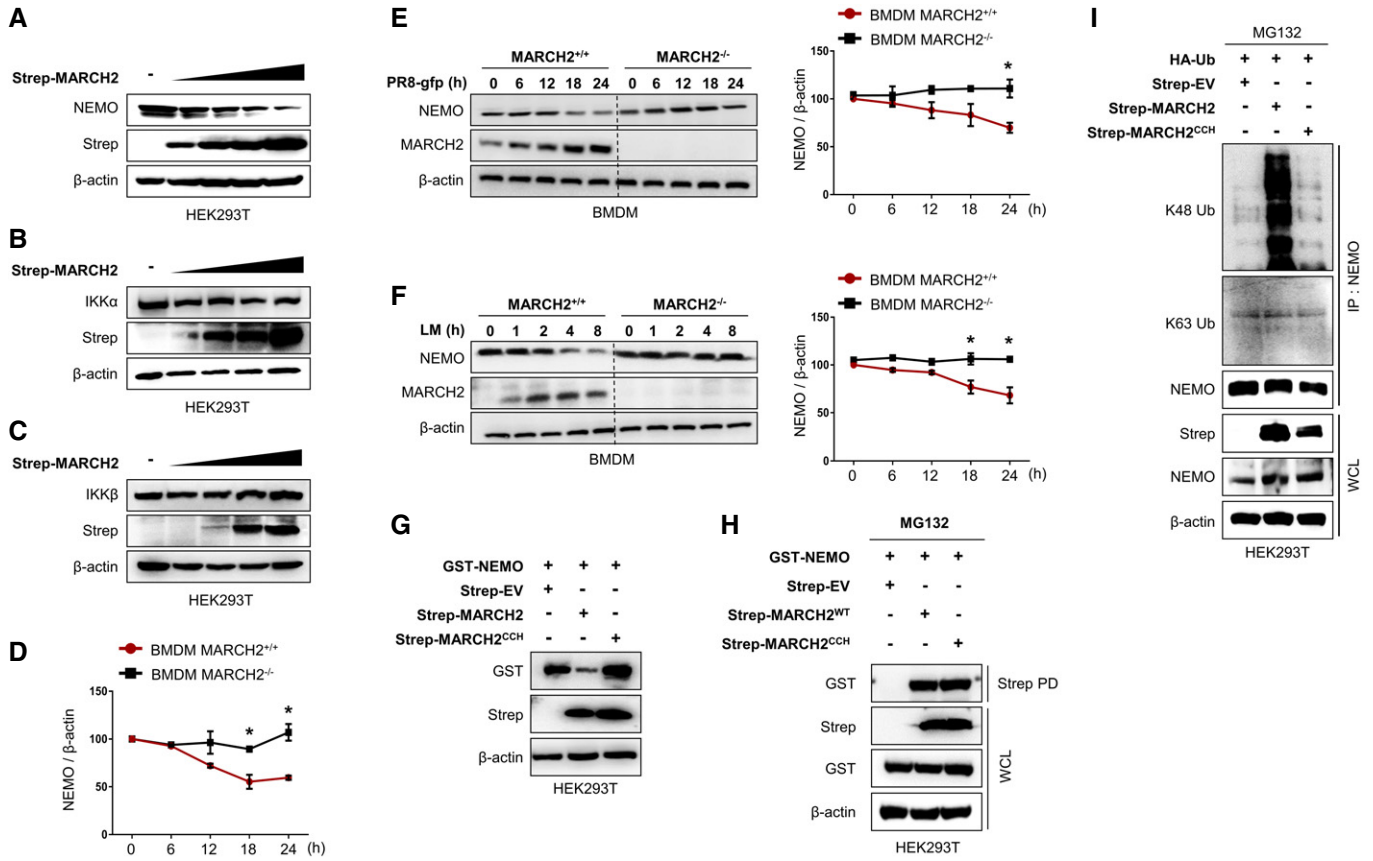 A
Strep-MARCH2 -
NEMO
Strep
β-actin
HEK293T
B
Strep-MARCH2 -
IKKα
Strep
β-actin
HEK293T
C
Strep-MARCH2 -
IKKβ
Strep
β-actin
HEK293T
D
BMDM MARCH2+/+
BMDM MARCH2-/-
NEMO / β-actin
150
100
50
0
* *
0 6 12 18 24 (h)
E
MARCH2+/+ MARCH2-/-
PR8-gfp (h) 0 6 12 18 24 0 6 12 18 24
NEMO
MARCH2
β-actin
BMDM
BMDM MARCH2+/+
BMDM MARCH2-/-
NEMO / β-actin
150
100
50
0
*
0 6 12 18 24 (h)
F
MARCH2+/+ MARCH2-/-
LM (h) 0 1 2 4 8 0 1 2 4 8
NEMO
MARCH2
β-actin
BMDM
BMDM MARCH2+/+
BMDM MARCH2-/-
NEMO / β-actin
150
100
50
0
* *
0 6 12 18 24 (h)
G
GST-NEMO + + +
Strep-EV + - -
Strep-MARCH2 - + -
Strep-MARCH2CCH - - +
GST
Strep
β-actin
HEK293T
H
MG132
GST-NEMO + + +
Strep-EV + - -
Strep-MARCH2WT - + -
Strep-MARCH2CCH - - +
GST Strep PD
Strep
GST
β-actin
WCL
HEK293T
I
MG132
HA-Ub + + +
Strep-EV + - -
Strep-MARCH2 - + -
Strep-MARCH2CCH - - +
K48 Ub
K63 Ub
NEMO
IP : NEMO
Strep
NEMO
β-actin
WCL
HEK293T